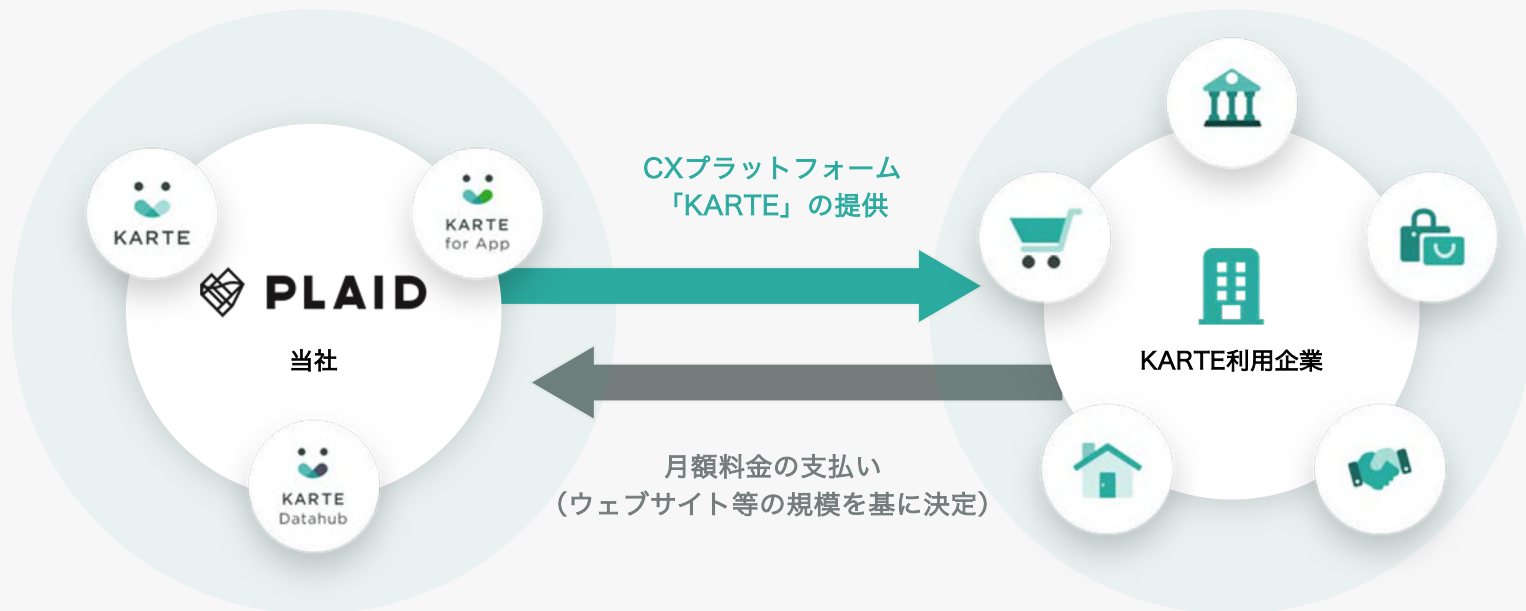 KARTE
KARTE
for App
PLAID
当社
KARTE
Datahub
CXプラットフォーム
「KARTE」の提供
月額料金の支払い
（ウェブサイト等の規模を基に決定）
KARTE利用企業